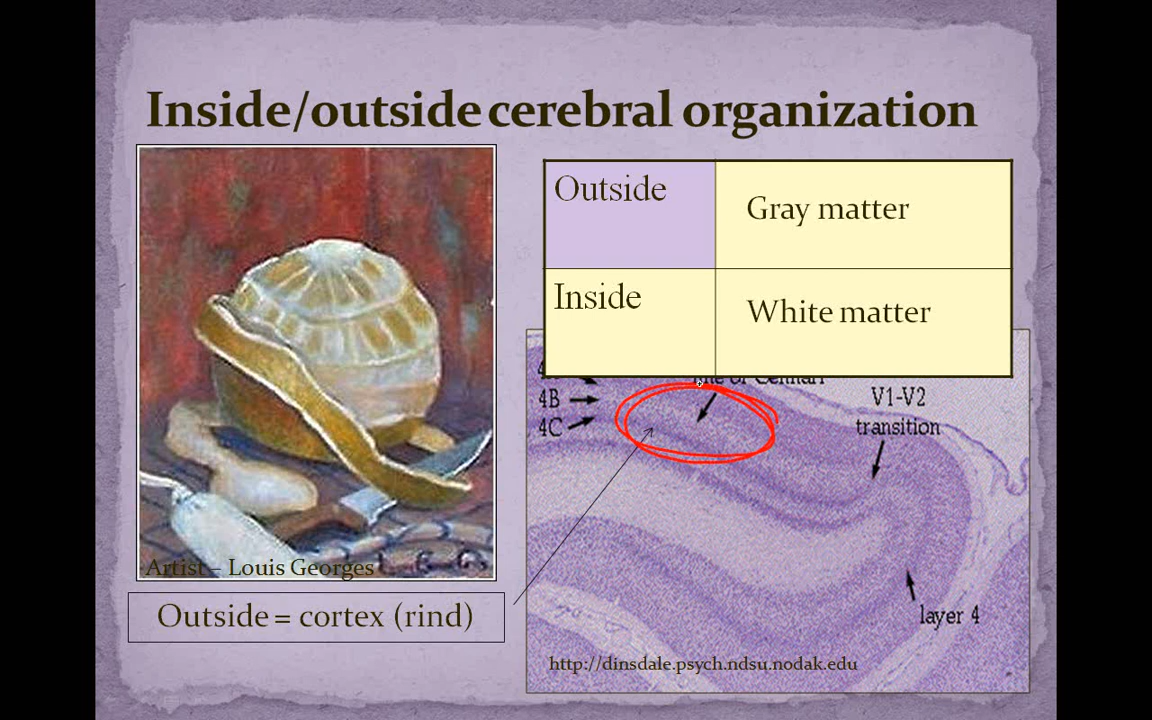 Inside/outside cerebral organization
Outside
Gray matter
Inside
White matter
Artist – Louis Georges
Outside = cortex (rind)
4B
4C
V1-V2
transition
layer 4
http://dinsdale.psych.ndsu.nodak.edu